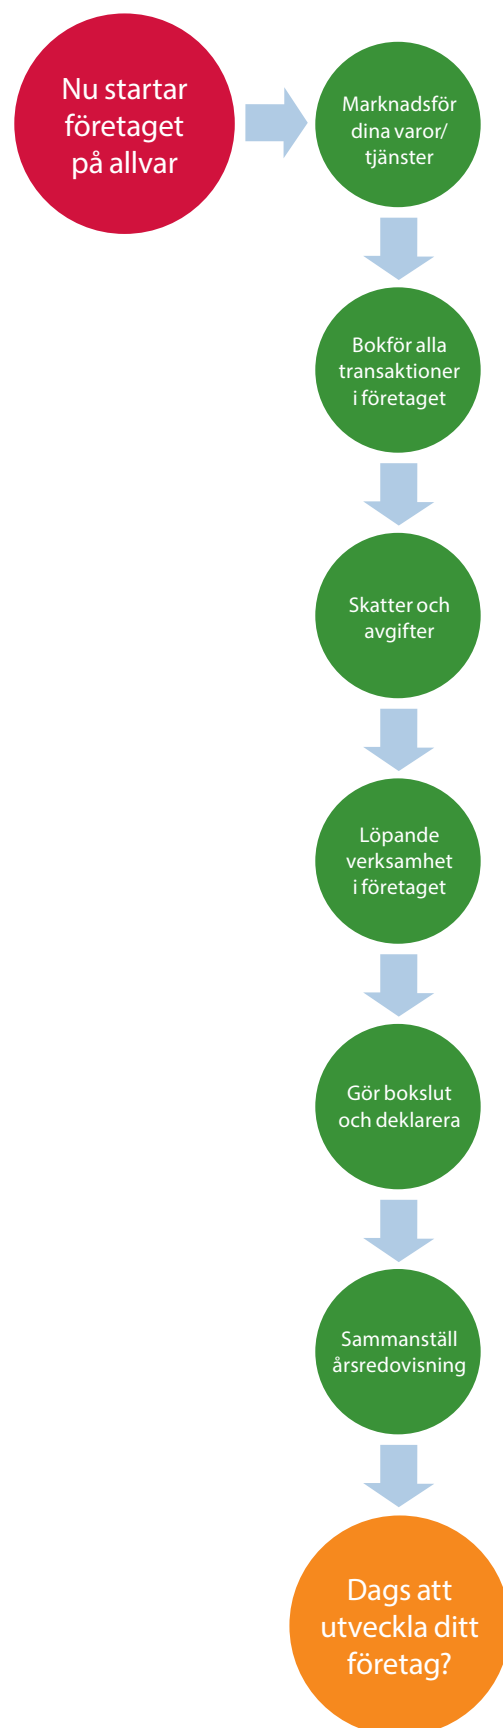 Nu startar
företaget
på allvar
Marknadsför
dina varor/
tjänster
Bokför alla
transaktioner
i företaget
Skatter och
avgifter
Löpande
verksamhet
i företaget
Gör bokslut
och deklarera
Sammanställ
årsredovisning
Dags att
utveckla ditt
företag?